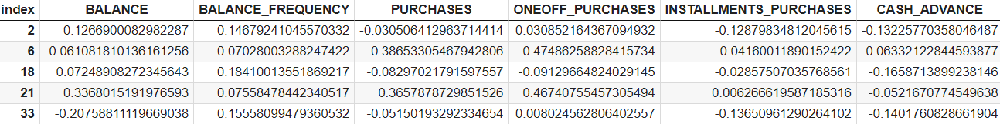 index BALANCE BALANCE_FREQUENCY PURCHASES ONEOFF_PURCHASES INSTALLMENTS_PURCHASES CASH_ADVANCE
2 0.1266900082982287 0.14679241045570332 -0.030506412963714414 0.030852164367094932 -0.12879834812045615 -0.13225770358046487
6 -0.061081810136161256 0.07028003288247422 0.38653305467942806 0.47486258828415734 0.04160011890152422 -0.06332122844593877
18 0.07248908272345643 0.18410013551869217 -0.08297021791597557 -0.09129664824029145 -0.02857507035768561 -0.1658713899238146
21 0.3368015191976593 0.07558478442340517 0.3657878729851526 0.46740755457305494 0.006266619587185316 -0.0521670774549638
33 -0.20758811119669038 0.15558099479360532 -0.05150193292334654 0.008024562806402557 -0.13650961290264102 -0.1401760828661904